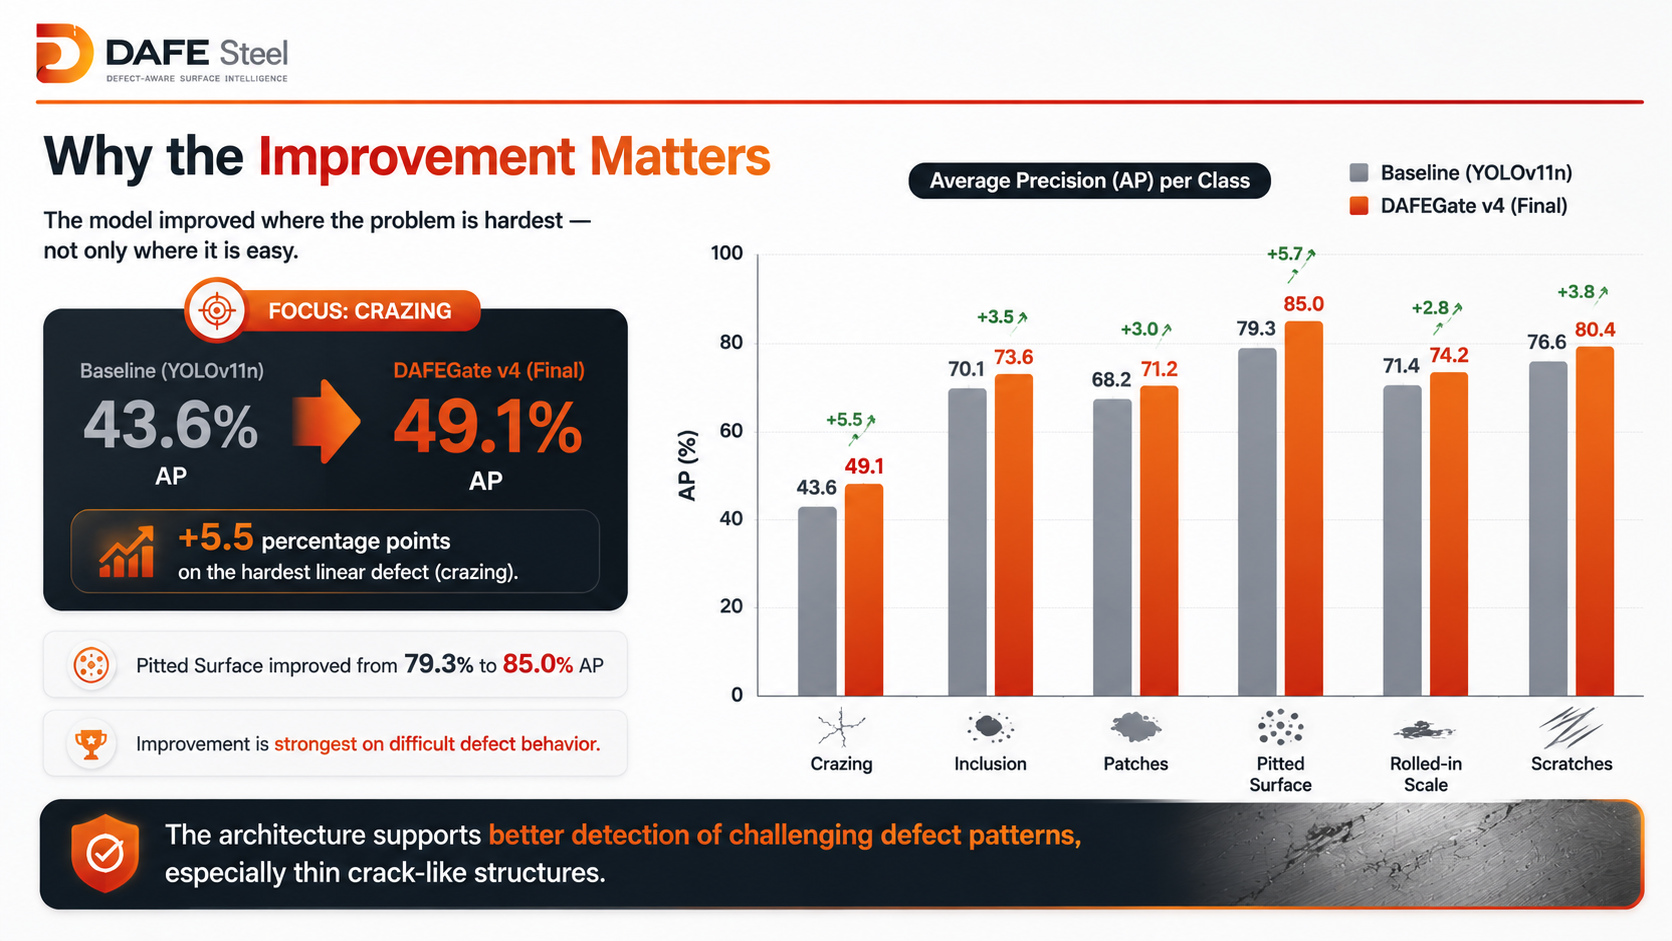 DAFE Steel
DEFECT-AWARE SURFACE INTELLIGENCE
Why the Improvement Matters
The model improved where the problem is hardest —
not only where it is easy.
FOCUS: CRAZING
Baseline (YOLOv11n)
43.6%
AP
DAFEGate v4 (Final)
49.1%
AP
+5.5 percentage points
on the hardest linear defect (crazing).
Pitted Surface improved from 79.3% to 85.0% AP
Improvement is strongest on difficult defect behavior.
Average Precision (AP) per Class
Baseline (YOLOv11n)
DAFEGate v4 (Final)
AP (%)
100
80
60
40
20
0
+5.5
43.6
49.1
+3.5
70.1
73.6
+3.0
68.2
71.2
+5.7
79.3
85.0
+2.8
71.4
74.2
+3.8
76.6
80.4
Crazing
Inclusion
Patches
Pitted
Surface
Rolled-in
Scale
Scratches
The architecture supports better detection of challenging defect patterns,
especially thin crack-like structures.